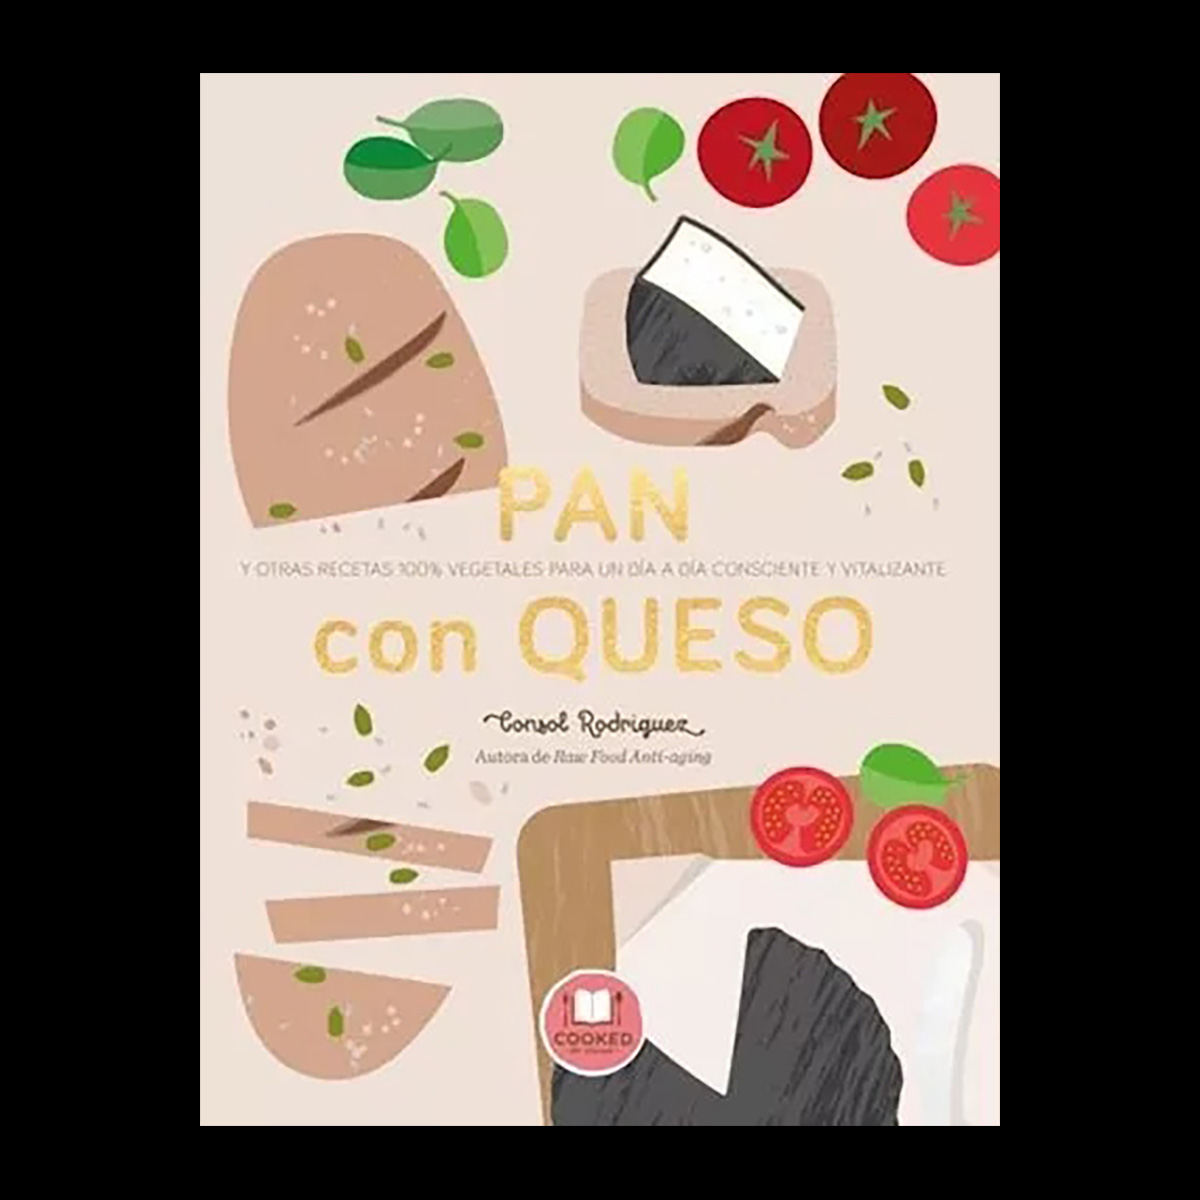 PAN
Y OTRAS RECETAS 100% VEGETALES PARA UN DÍA A DÍA CONSCIENTE Y VITALIZANTE
con QUESO
Consol Rodríguez
Autora de Raw Food Anti-aging
COOKED